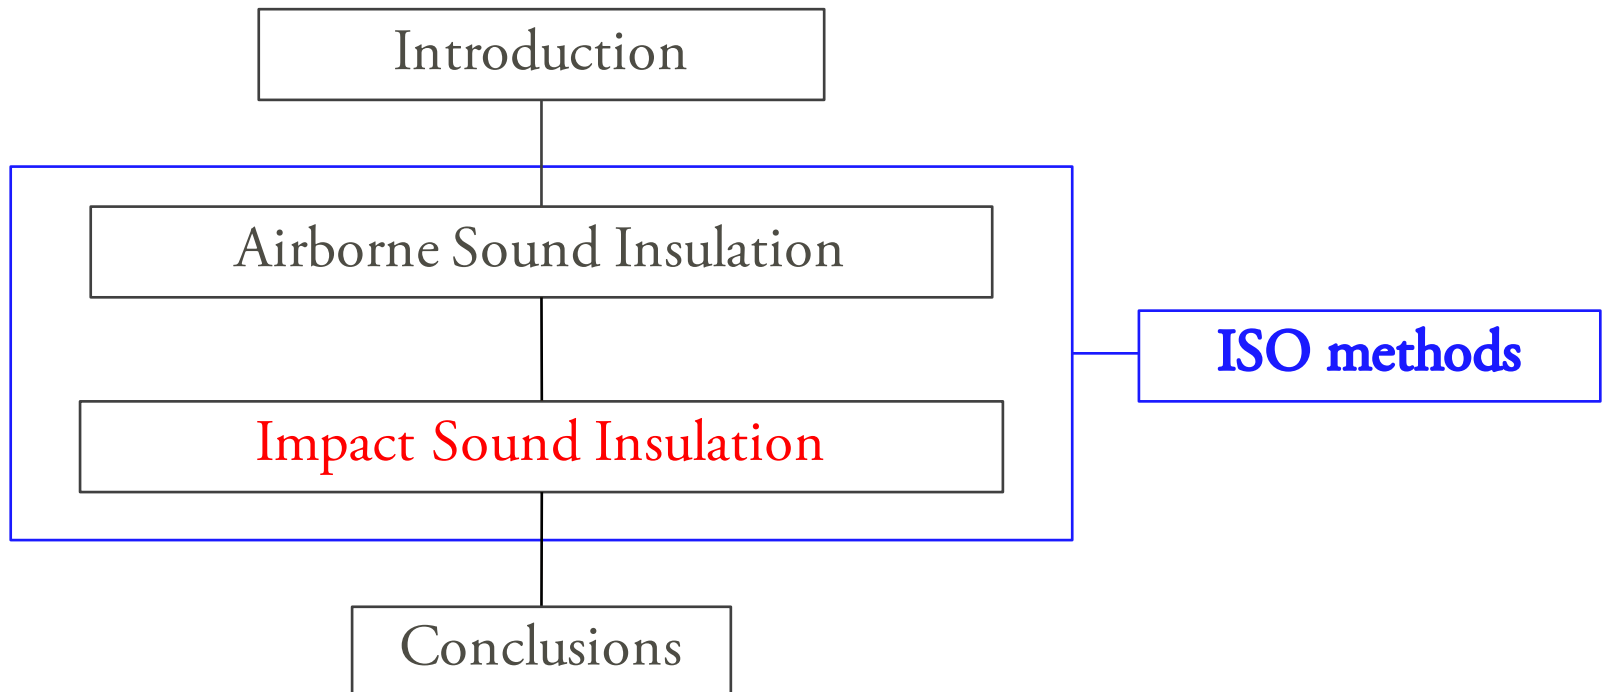 Introduction
Airborne Sound Insulation
ISO methods
Impact Sound Insulation
Conclusions